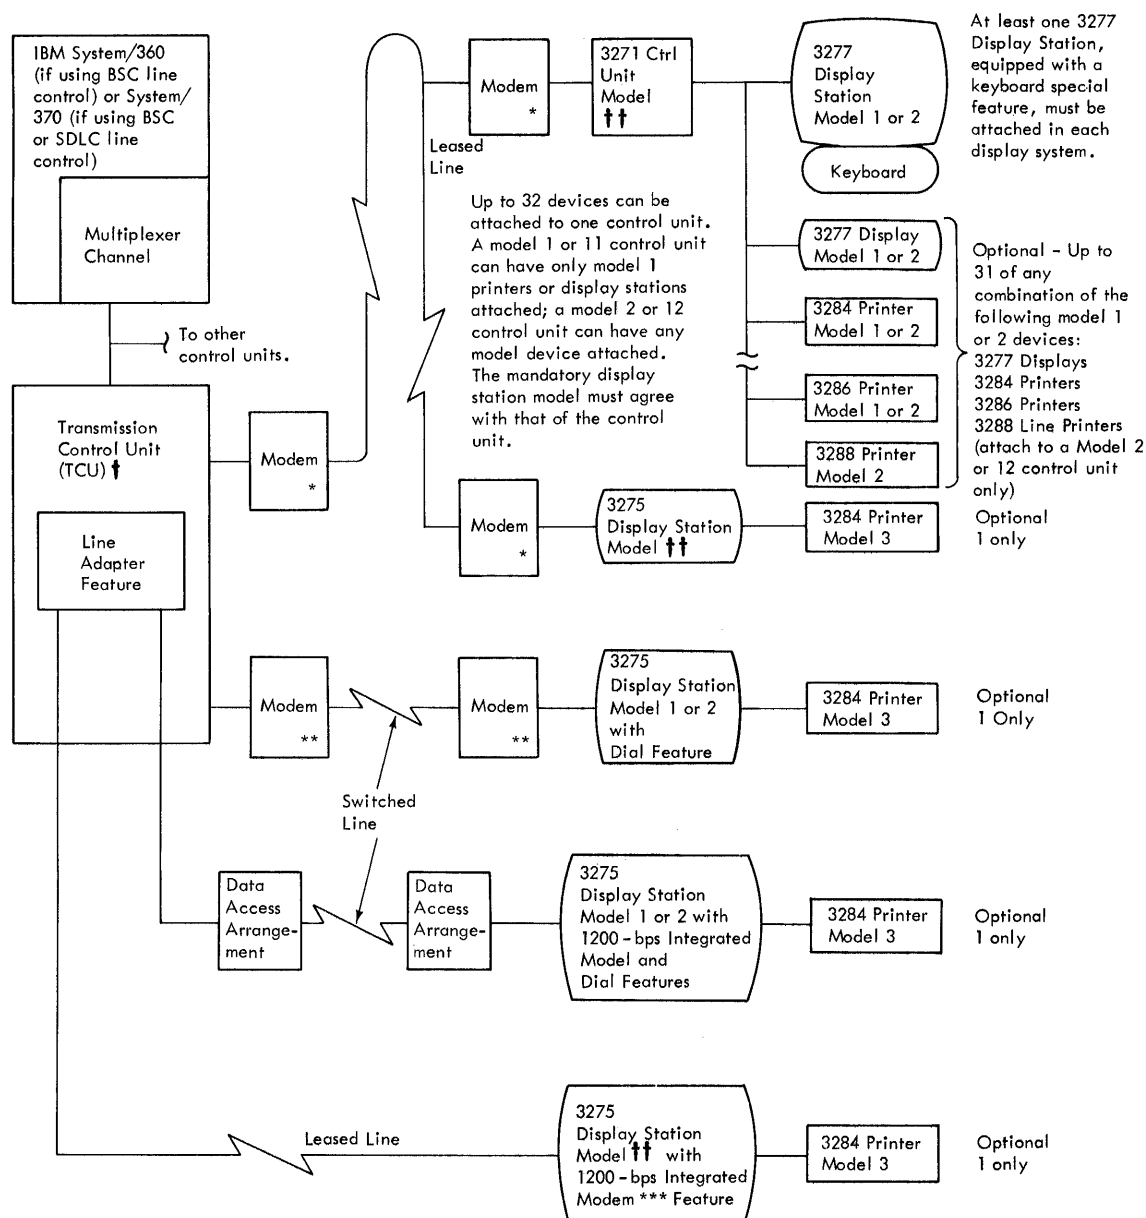 IBM System/360
(if using BSC line
control) or System/
370 (if using BSC
or SDLC line
control)
Multiplexer
Channel
To other
control units.
Transmission
Control Unit
(TCU) †
Line
Adapter
Feature
Modem
*
Leased
Line
Modem
*
3271 Ctrl
Unit
Model
††
3277
Display
Station
Model 1 or 2
Keyboard
At least one 3277
Display Station,
equipped with a
keyboard special
feature, must be
attached in each
display system.
Up to 32 devices can be
attached to one control unit.
A model 1 or 11 control unit
can have only model 1
printers or display stations
attached; a model 2 or 12
control unit can have any
model device attached.
The mandatory display
station model must agree
with that of the control
unit.
3277 Display
Model 1 or 2
3284 Printer
Model 1 or 2
3286 Printer
Model 1 or 2
3288 Printer
Model 2
Optional - Up to
31 of any
combination of the
following model 1
or 2 devices:
3277 Displays
3284 Printers
3286 Printers
3288 Line Printers
(attach to a Model 2
or 12 control unit
only)
Modem
*
3275
Display Station
Model ††
3284 Printer
Model 3
Optional
1 only
Modem
**
Modem
**
3275
Display Station
Model 1 or 2
with
Dial Feature
3284 Printer
Model 3
Optional
1 Only
Switched
Line
Data
Access
Arrange-
ment
Data
Access
Arrange-
ment
3275
Display Station
Model 1 or 2 with
1200-bps Integrated
Model and
Dial Features
3284 Printer
Model 3
Optional
1 only
Leased Line
3275
Display Station
Model †† with
1200-bps Integrated
Modem *** Feature
3284 Printer
Model 3
Optional
1 only